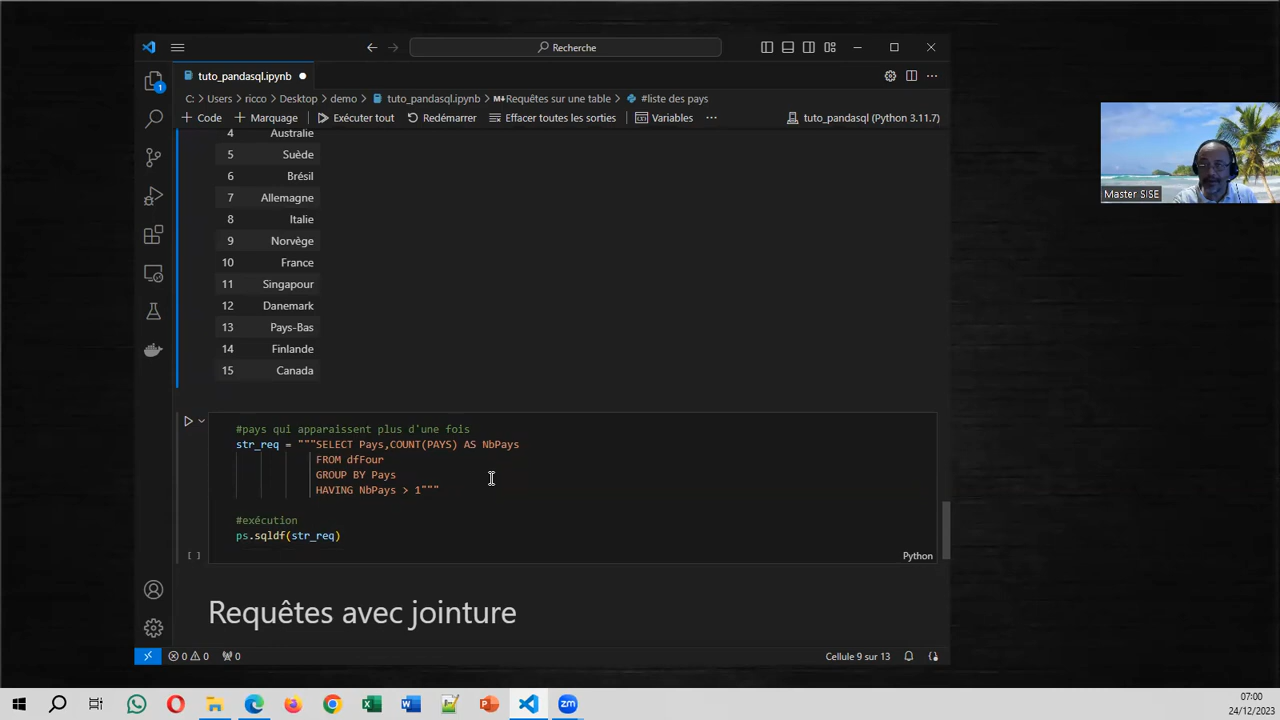 Recherche
tuto_pandasql.ipynb
C: > Users > ricco > Desktop > demo > tuto_pandasql.ipynb > M↓Requêtes sur une table > #liste des pays
+ Code + Marquage Exécuter tout Redémarrer Effacer toutes les sorties Variables ··· tuto_pandasql (Python 3.11.7)
4 Australie
5 Suède
6 Brésil
7 Allemagne
8 Italie
9 Norvège
10 France
11 Singapour
12 Danemark
13 Pays-Bas
14 Finlande
15 Canada
#pays qui apparaissent plus d'une fois
str_req = """SELECT Pays,COUNT(PAYS) AS NbPays
FROM dfFour
GROUP BY Pays
HAVING NbPays > 1"""
#exécution
ps.sqldf(str_req)
[ ]
Python
Requêtes avec jointure
0 0 0
Cellule 9 sur 13
1
Master SISE
zm
07:00
24/12/2023